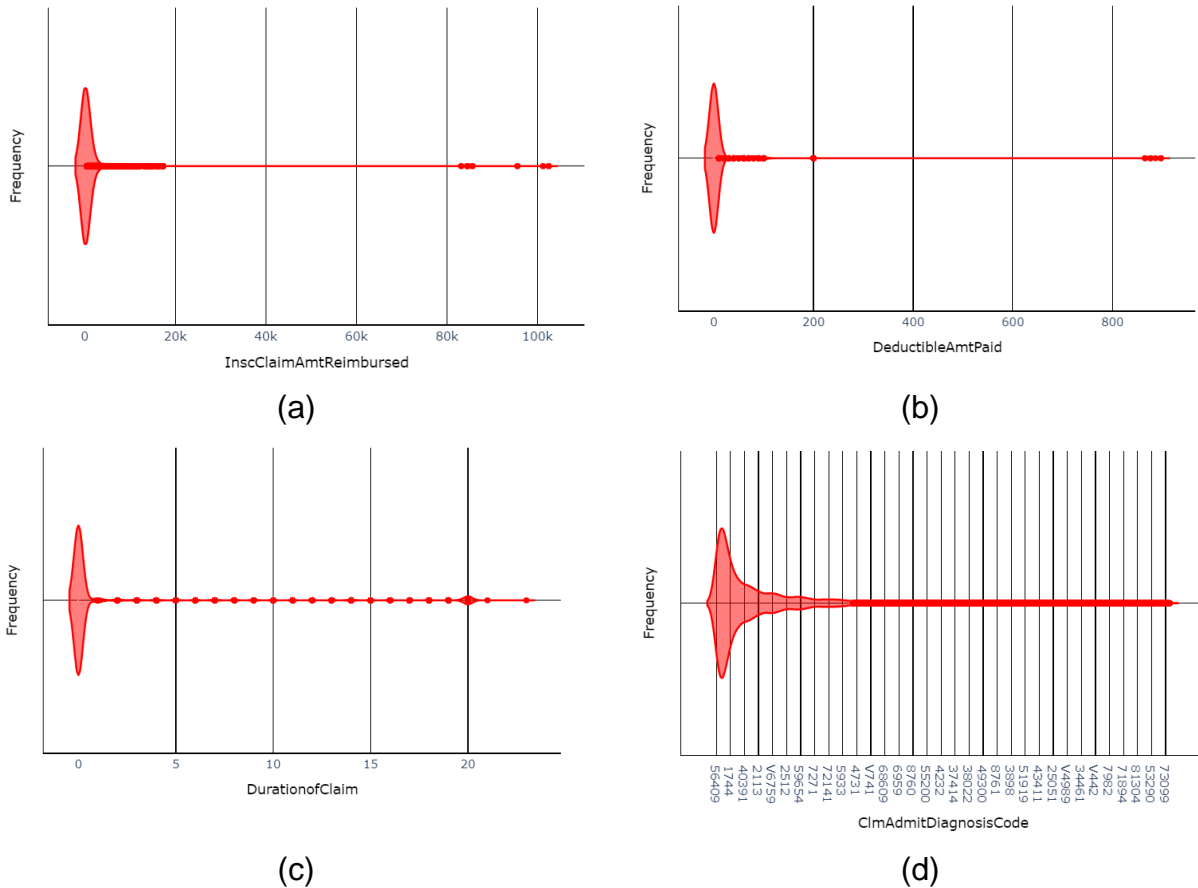 Frequency
0 20k 40k 60k 80k 100k
InscClaimAmtReimbursed
(a)
Frequency
0 200 400 600 800
DeductibleAmtPaid
(b)
Frequency
0 5 10 15 20
DurationofClaim
(c)
Frequency
56409
1744
40391
2113
V6759
2512
59654
7271
72141
5933
4731
V741
68609
6959
8760
55200
4232
37414
38022
49300
8761
3898
51919
43411
25051
V4989
34461
V442
7982
71894
81304
53290
73099
ClmAdmitDiagnosisCode
(d)